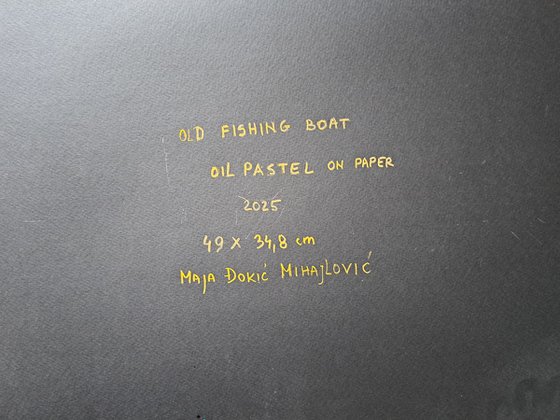 OLD FISHING BOAT
OIL PASTEL ON PAPER
2025
49 x 34,8 cm
MAJA ĐOKIĆ MIHAJLOVIĆ